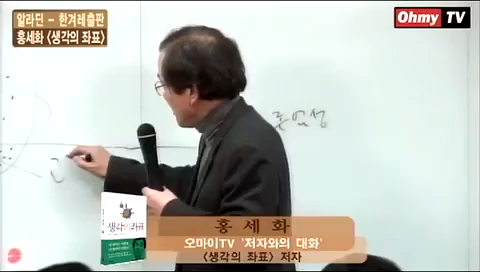 알라딘 - 한겨레출판
홍세화 〈생각의 좌표〉
Ohmy TV
생각의좌표
홍 세 화
오마이TV '저자와의 대화'
〈생각의 좌표〉 저자